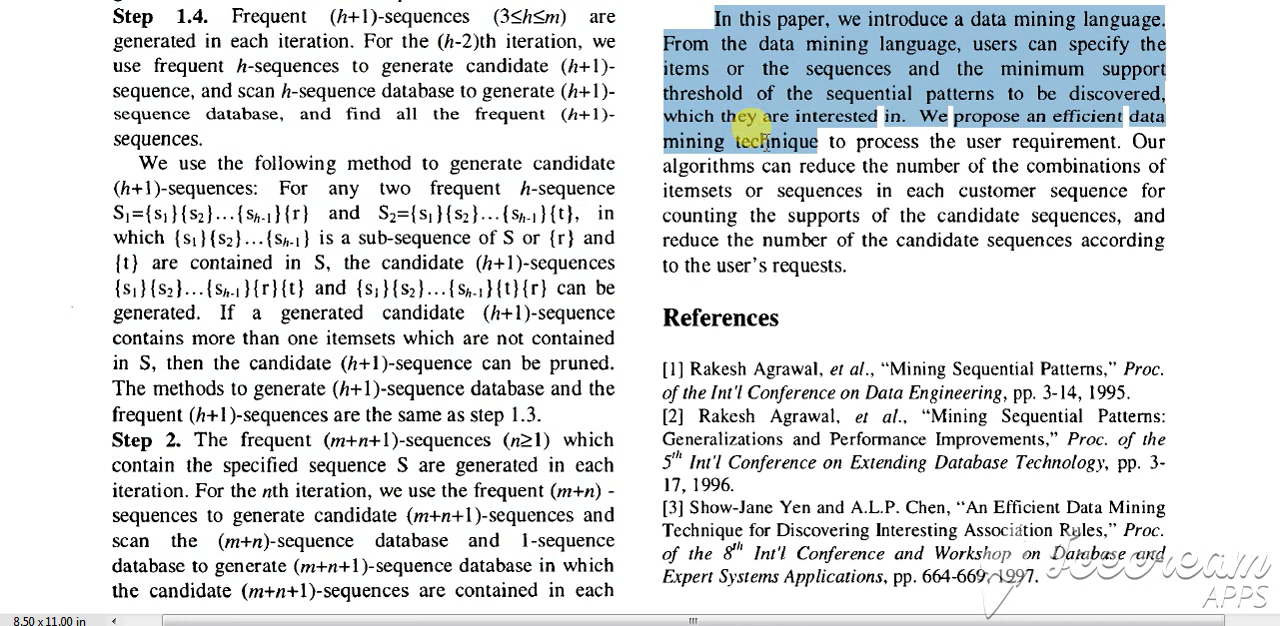 Step 1.4. Frequent (h+1)-sequences (3≤h≤m) are
generated in each iteration. For the (h-2)th iteration, we
use frequent h-sequences to generate candidate (h+1)-
sequence, and scan h-sequence database to generate (h+1)-
sequence database, and find all the frequent (h+1)-
sequences.
We use the following method to generate candidate
(h+1)-sequences: For any two frequent h-sequence
S1={s1}{s2}...{sh-1}{r} and S2={s1}{s2}...{sh-1}{t}, in
which {s1}{s2}...{sh-1} is a sub-sequence of S or {r} and
{t} are contained in S, the candidate (h+1)-sequences
{s1}{s2}...{sh-1}{r}{t} and {s1}{s2}...{sh-1}{t}{r} can be
generated. If a generated candidate (h+1)-sequence
contains more than one itemsets which are not contained
in S, then the candidate (h+1)-sequence can be pruned.
The methods to generate (h+1)-sequence database and the
frequent (h+1)-sequences are the same as step 1.3.
Step 2. The frequent (m+n+1)-sequences (n≥1) which
contain the specified sequence S are generated in each
iteration. For the nth iteration, we use the frequent (m+n) -
sequences to generate candidate (m+n+1)-sequences and
scan the (m+n)-sequence database and 1-sequence
database to generate (m+n+1)-sequence database in which
the candidate (m+n+1)-sequences are contained in each
In this paper, we introduce a data mining language.
From the data mining language, users can specify the
items or the sequences and the minimum support
threshold of the sequential patterns to be discovered,
which they are interested in. We propose an efficient data
mining technique to process the user requirement. Our
algorithms can reduce the number of the combinations of
itemsets or sequences in each customer sequence for
counting the supports of the candidate sequences, and
reduce the number of the candidate sequences according
to the user's requests.
References
[1] Rakesh Agrawal, et al., “Mining Sequential Patterns,” Proc.
of the Int'l Conference on Data Engineering, pp. 3-14, 1995.
[2] Rakesh Agrawal, et al., “Mining Sequential Patterns:
Generalizations and Performance Improvements,” Proc. of the
5th Int'l Conference on Extending Database Technology, pp. 3-
17, 1996.
[3] Show-Jane Yen and A.L.P. Chen, “An Efficient Data Mining
Technique for Discovering Interesting Association Rules,” Proc.
of the 8th Int'l Conference and Workshop on Database and
Expert Systems Applications, pp. 664-669, 1997.
Icecream
APPS
8.50 x 11.00 in